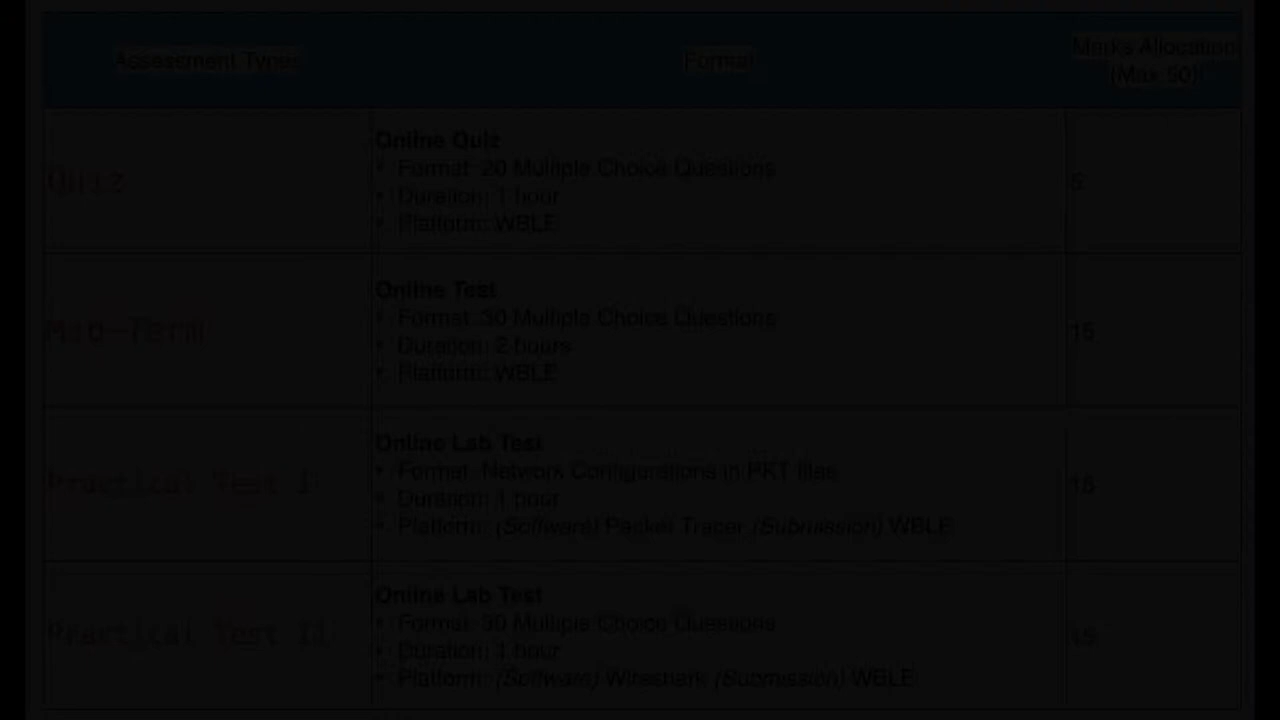 Assessment Type
Format
Marks Allocation
(Max 50)
Quiz
Online Quiz
• Format: 20 Multiple Choice Questions
• Duration: 1 hour
• Platform: WBLE
5
Mid-Term
Online Test
• Format: 30 Multiple Choice Questions
• Duration: 2 hours
• Platform: WBLE
15
Practical Test I
Online Lab Test
• Format: Network Configurations in PKT files
• Duration: 1 hour
• Platform: (Software) Packet Tracer (Submission) WBLE
15
Practical Test II
Online Lab Test
• Format: Multiple Choice Questions
• Duration: 1 hour
• Platform: (Software) Wireshark (Submission) WBLE
15